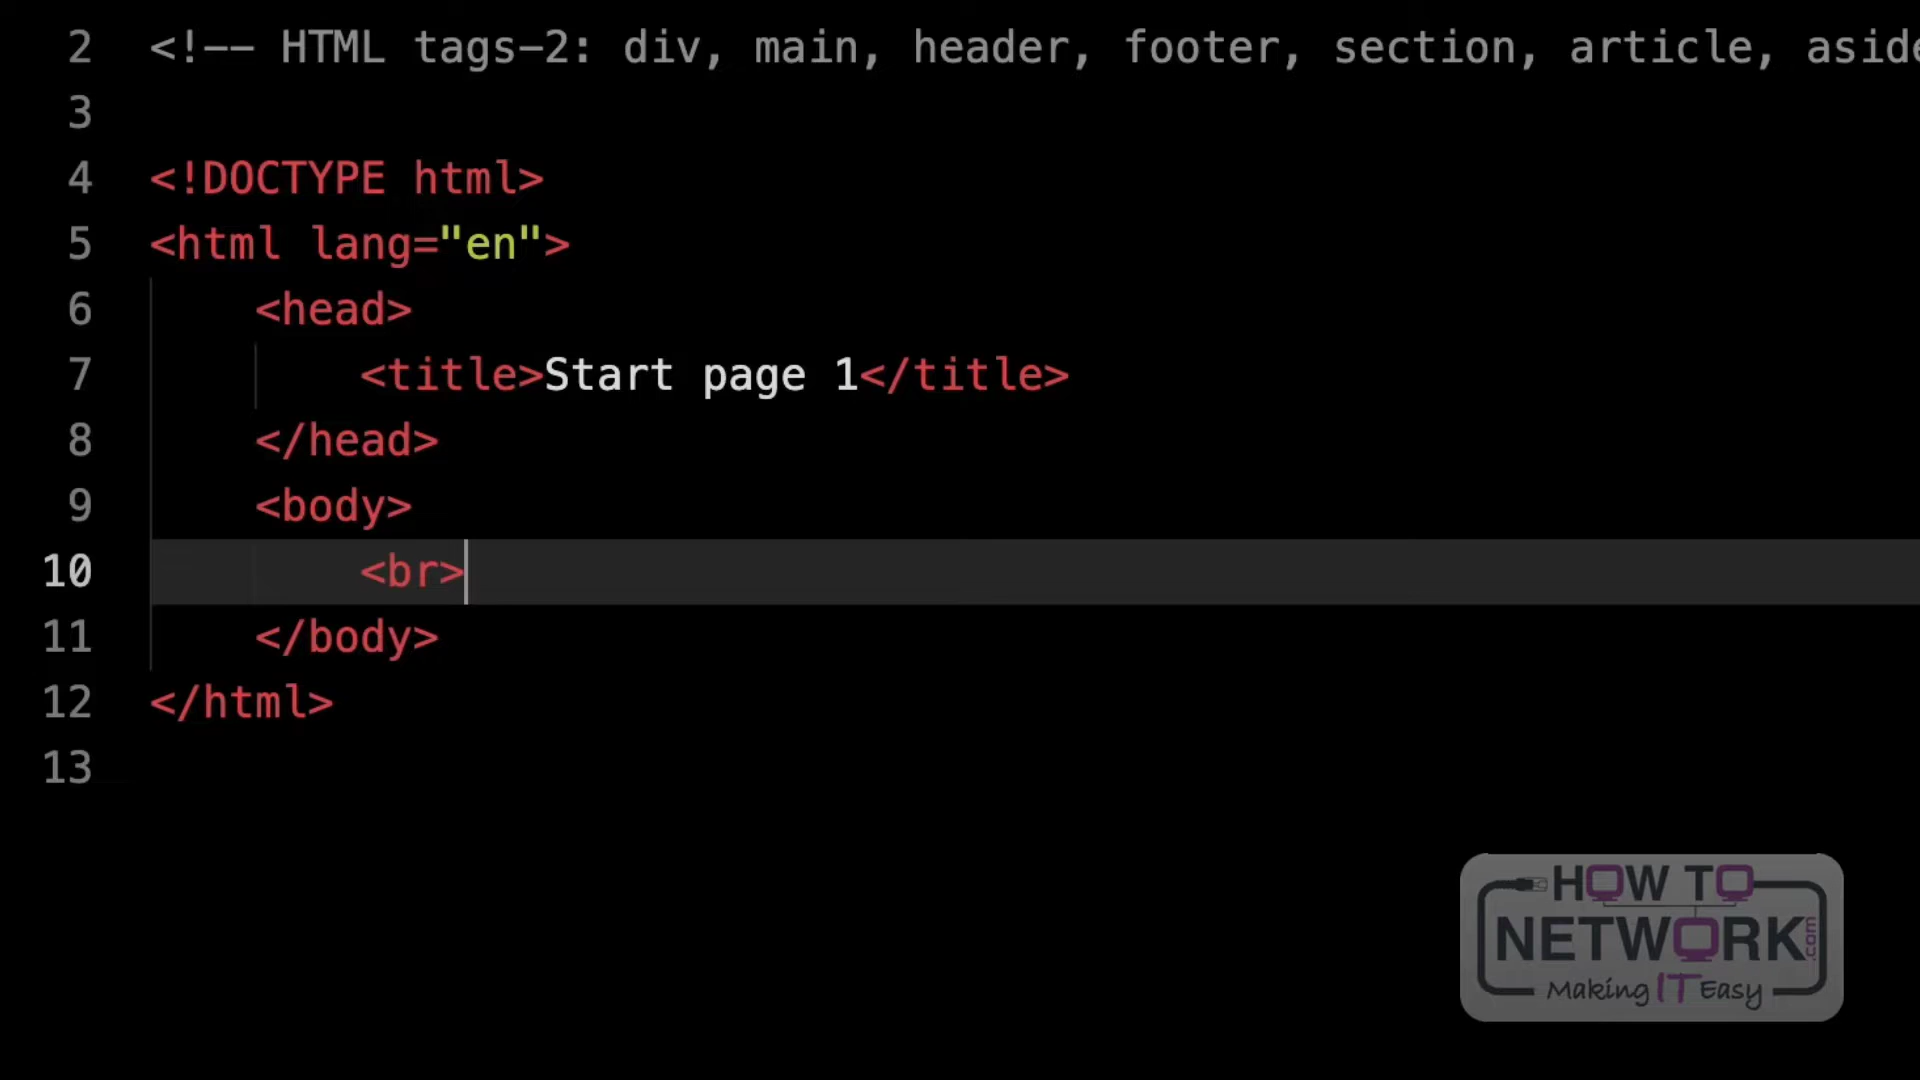 2 <!-- HTML tags-2: div, main, header, footer, section, article, aside
3
4 <!DOCTYPE html>
5 <html lang="en">
6 <head>
7 <title>Start page 1</title>
8 </head>
9 <body>
10 <br>
11 </body>
12 </html>
13
HOW TO
NETWORK.com
Making IT Easy